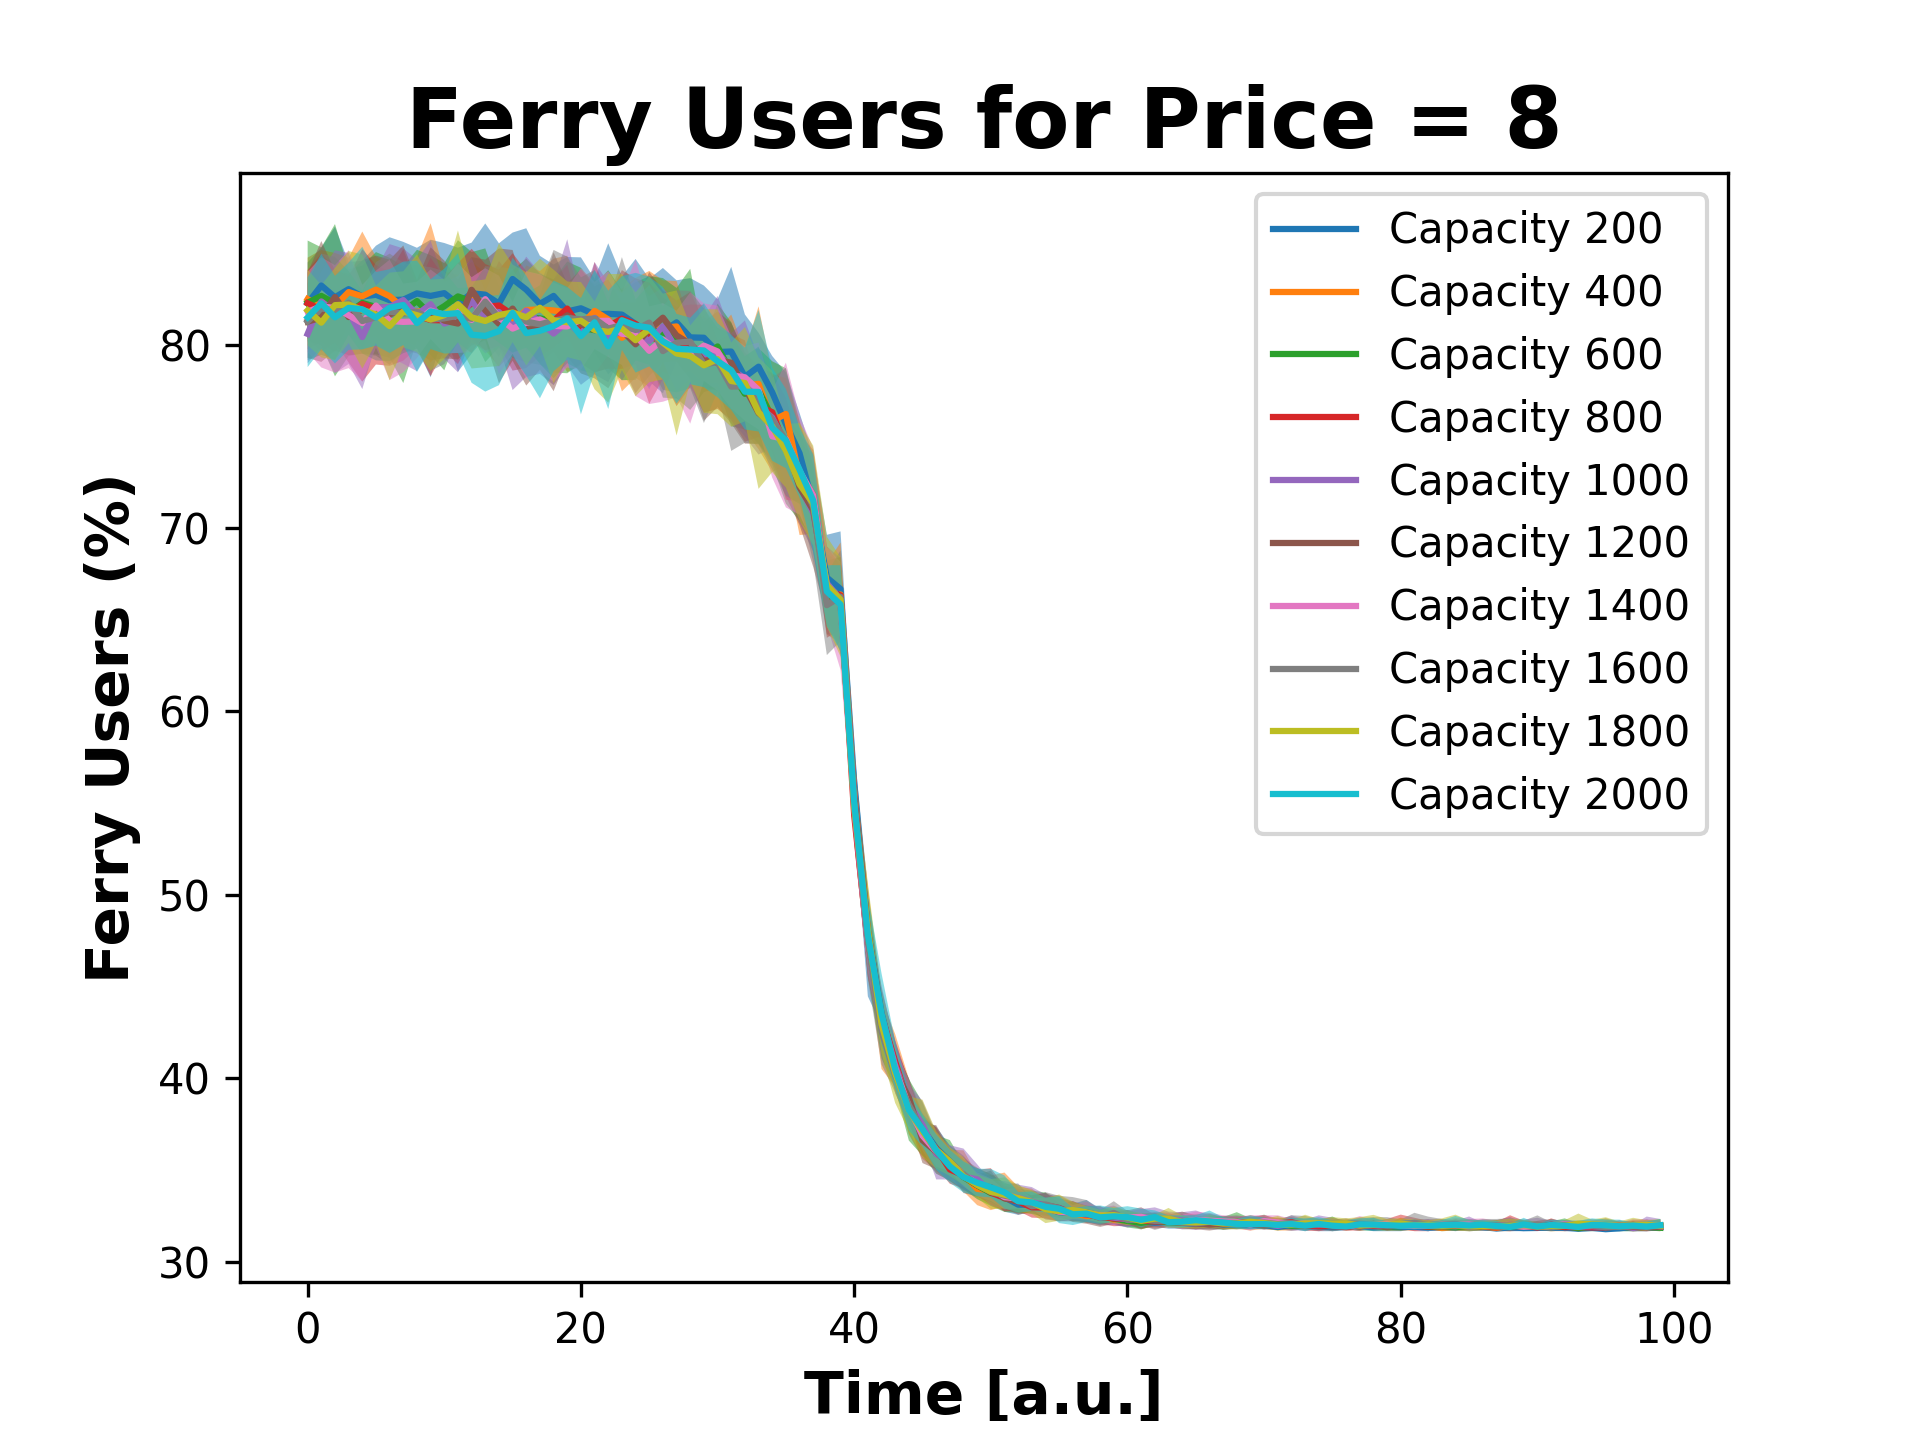 Ferry Users for Price = 8
Ferry Users (%)
80
70
60
50
40
30
Capacity 200
Capacity 400
Capacity 600
Capacity 800
Capacity 1000
Capacity 1200
Capacity 1400
Capacity 1600
Capacity 1800
Capacity 2000
0 20 40 60 80 100
Time [a.u.]